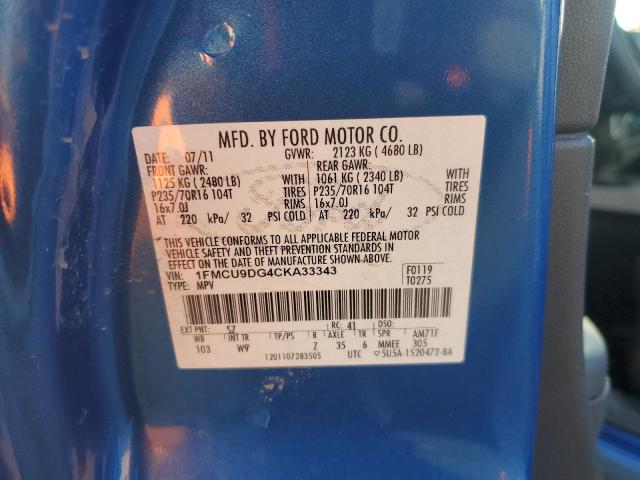 MFD. BY FORD MOTOR CO.
DATE: 07/11 GVWR: 2123 KG ( 4680 LB)
FRONT GAWR: REAR GAWR:
1125 KG ( 2480 LB) WITH 1061 KG ( 2340 LB) WITH
P235/70R16 104T TIRES P235/70R16 104T TIRES
16x7.0J RIMS 16x7.0J RIMS
AT 220 kPa/ 32 PSI COLD AT 220 kPa/ 32 PSI COLD
THIS VEHICLE CONFORMS TO ALL APPLICABLE FEDERAL MOTOR
VEHICLE SAFETY AND THEFT PREVENTION STANDARDS IN
EFFECT ON THE DATE OF MANUFACTURE SHOWN ABOVE.
VIN: 1FMCU9DG4CKA33343 F0119
TYPE: MPV T0275
EXT PNT: SZ RC: 41 DSO:
WB INT TR TP/PS R AXLE TR SPR AM71F
103 W9 Z 35 6 MMEE 305
1201107283505 UTC 5U5A-1520472-BA